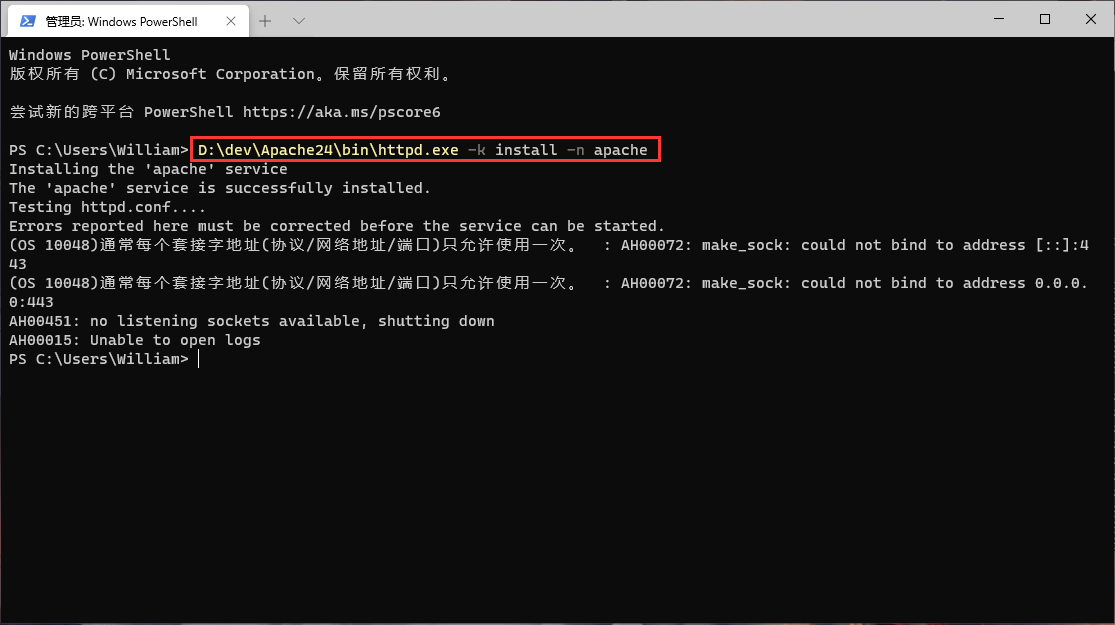 管理员: Windows PowerShell
Windows PowerShell
版权所有 (C) Microsoft Corporation。保留所有权利。
尝试新的跨平台 PowerShell https://aka.ms/pscore6
PS C:\Users\William> D:\dev\Apache24\bin\httpd.exe -k install -n apache
Installing the 'apache' service
The 'apache' service is successfully installed.
Testing httpd.conf....
Errors reported here must be corrected before the service can be started.
(OS 10048)通常每个套接字地址(协议/网络地址/端口)只允许使用一次。  : AH00072: make_sock: could not bind to address [::]:4
43
(OS 10048)通常每个套接字地址(协议/网络地址/端口)只允许使用一次。  : AH00072: make_sock: could not bind to address 0.0.0.
0:443
AH00451: no listening sockets available, shutting down
AH00015: Unable to open logs
PS C:\Users\William>